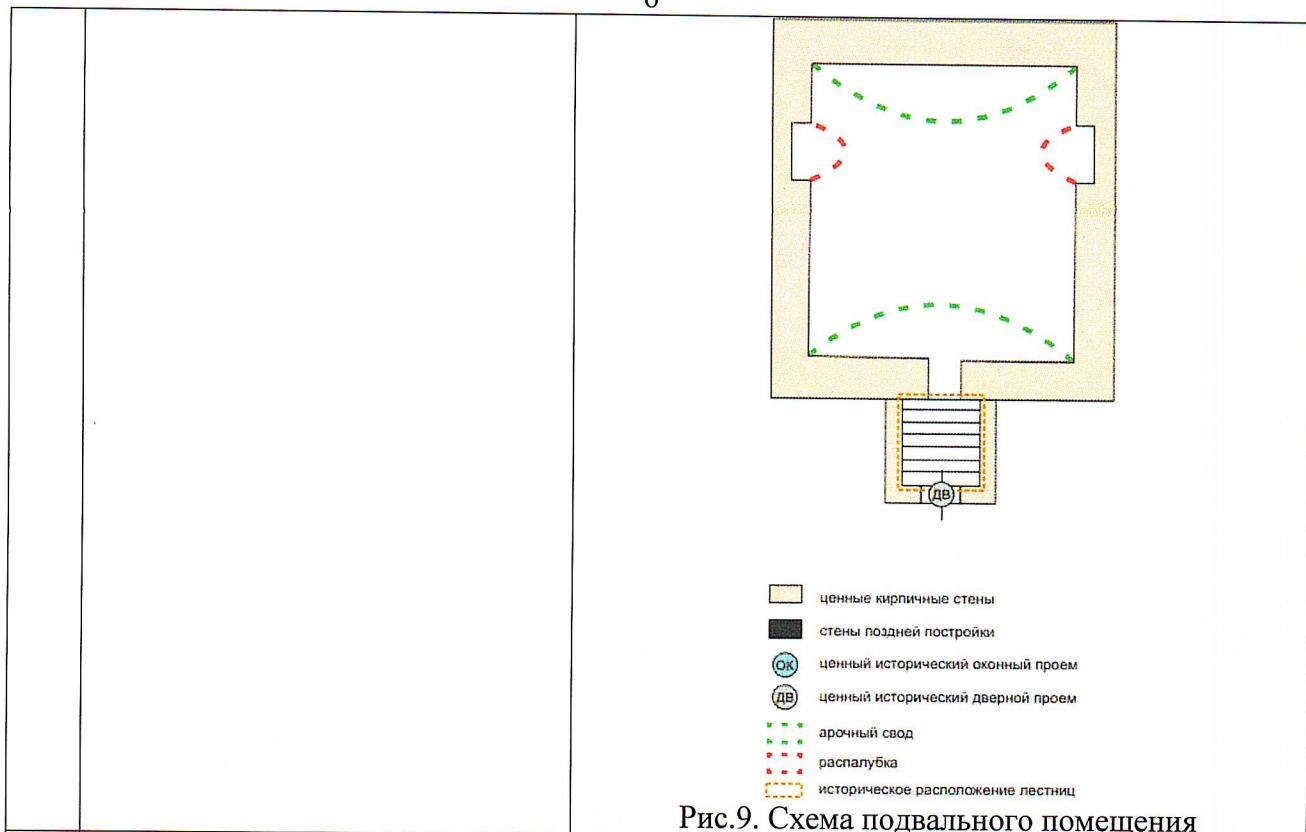 6
ДВ
ценные кирпичные стены
стены поздней постройки
ОК ценный исторический оконный проем
ДВ ценный исторический дверной проем
арочный свод
распалубка
историческое расположение лестниц
Рис.9. Схема подвального помещения